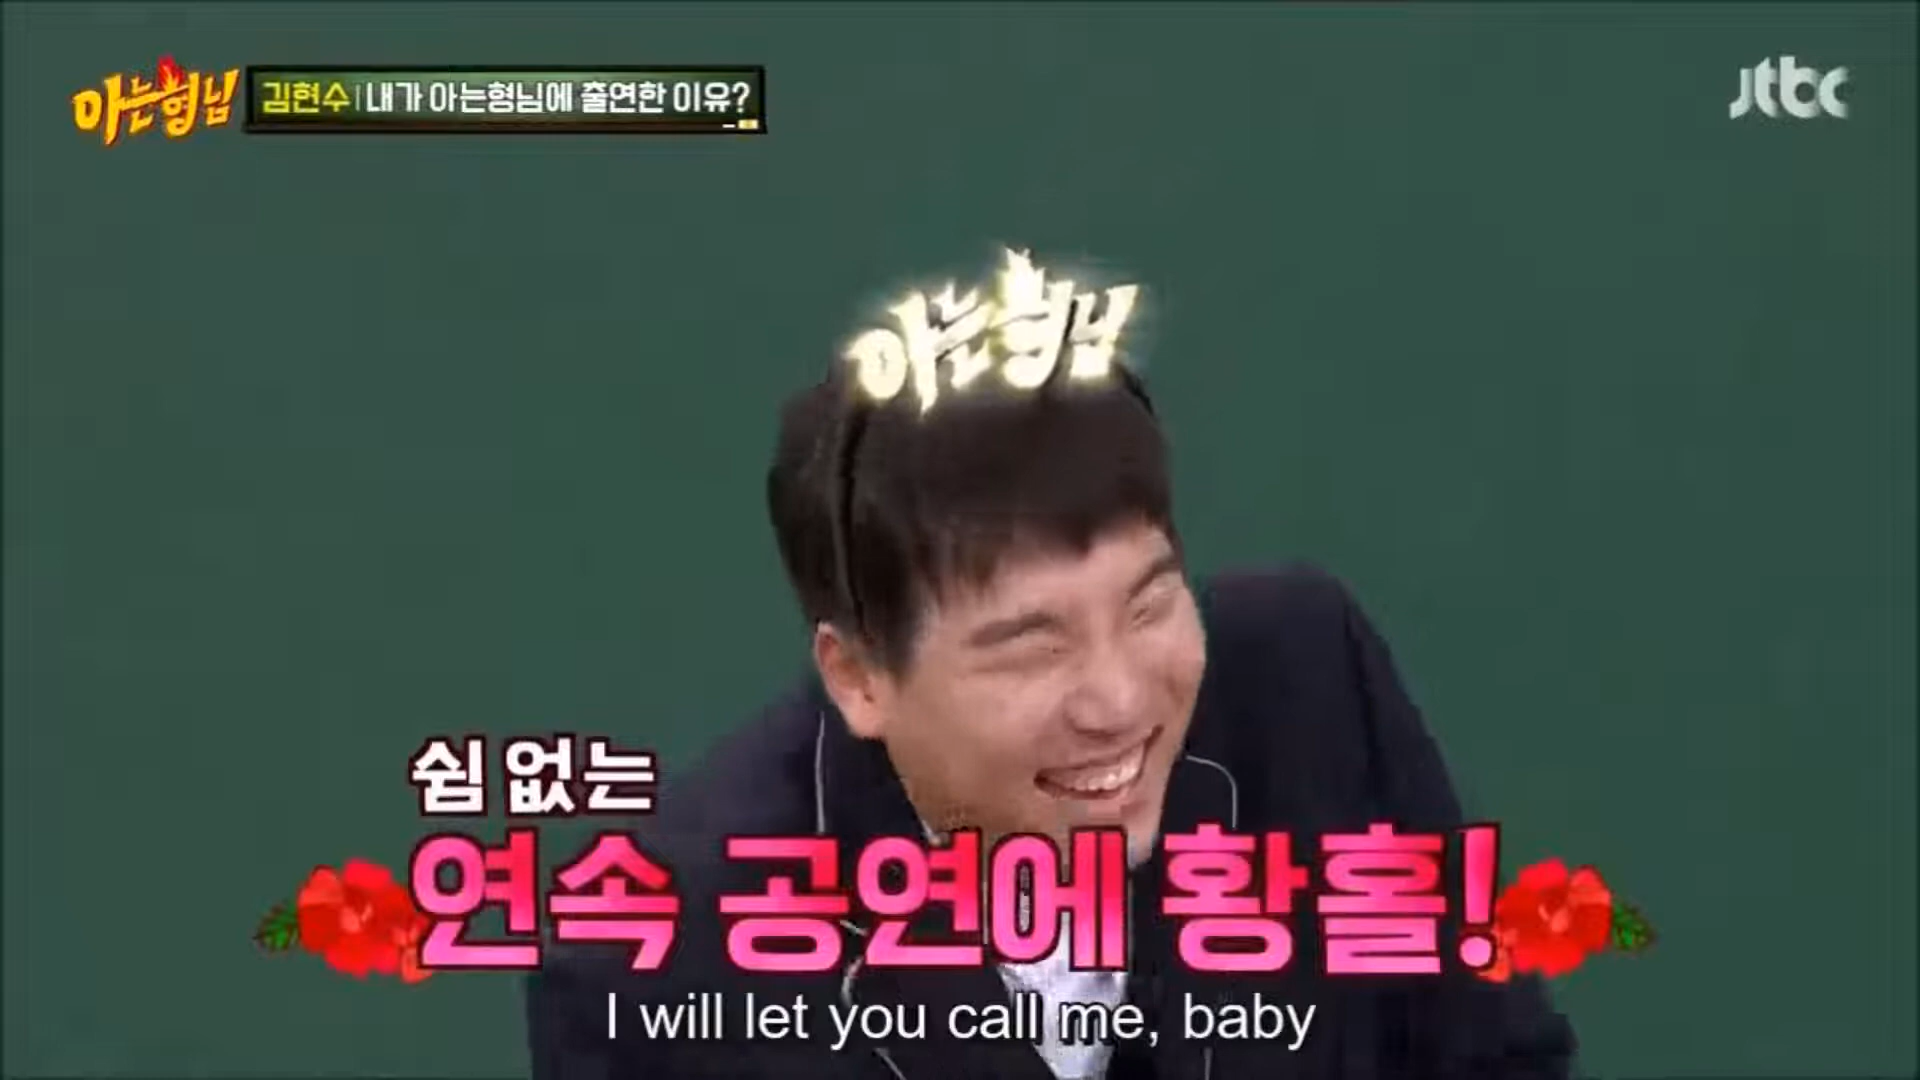 아는형님
김현수 | 내가 아는형님에 출연한 이유?
jtbc
아는형님
쉼 없는
연속 공연에 황홀!
I will let you call me, baby